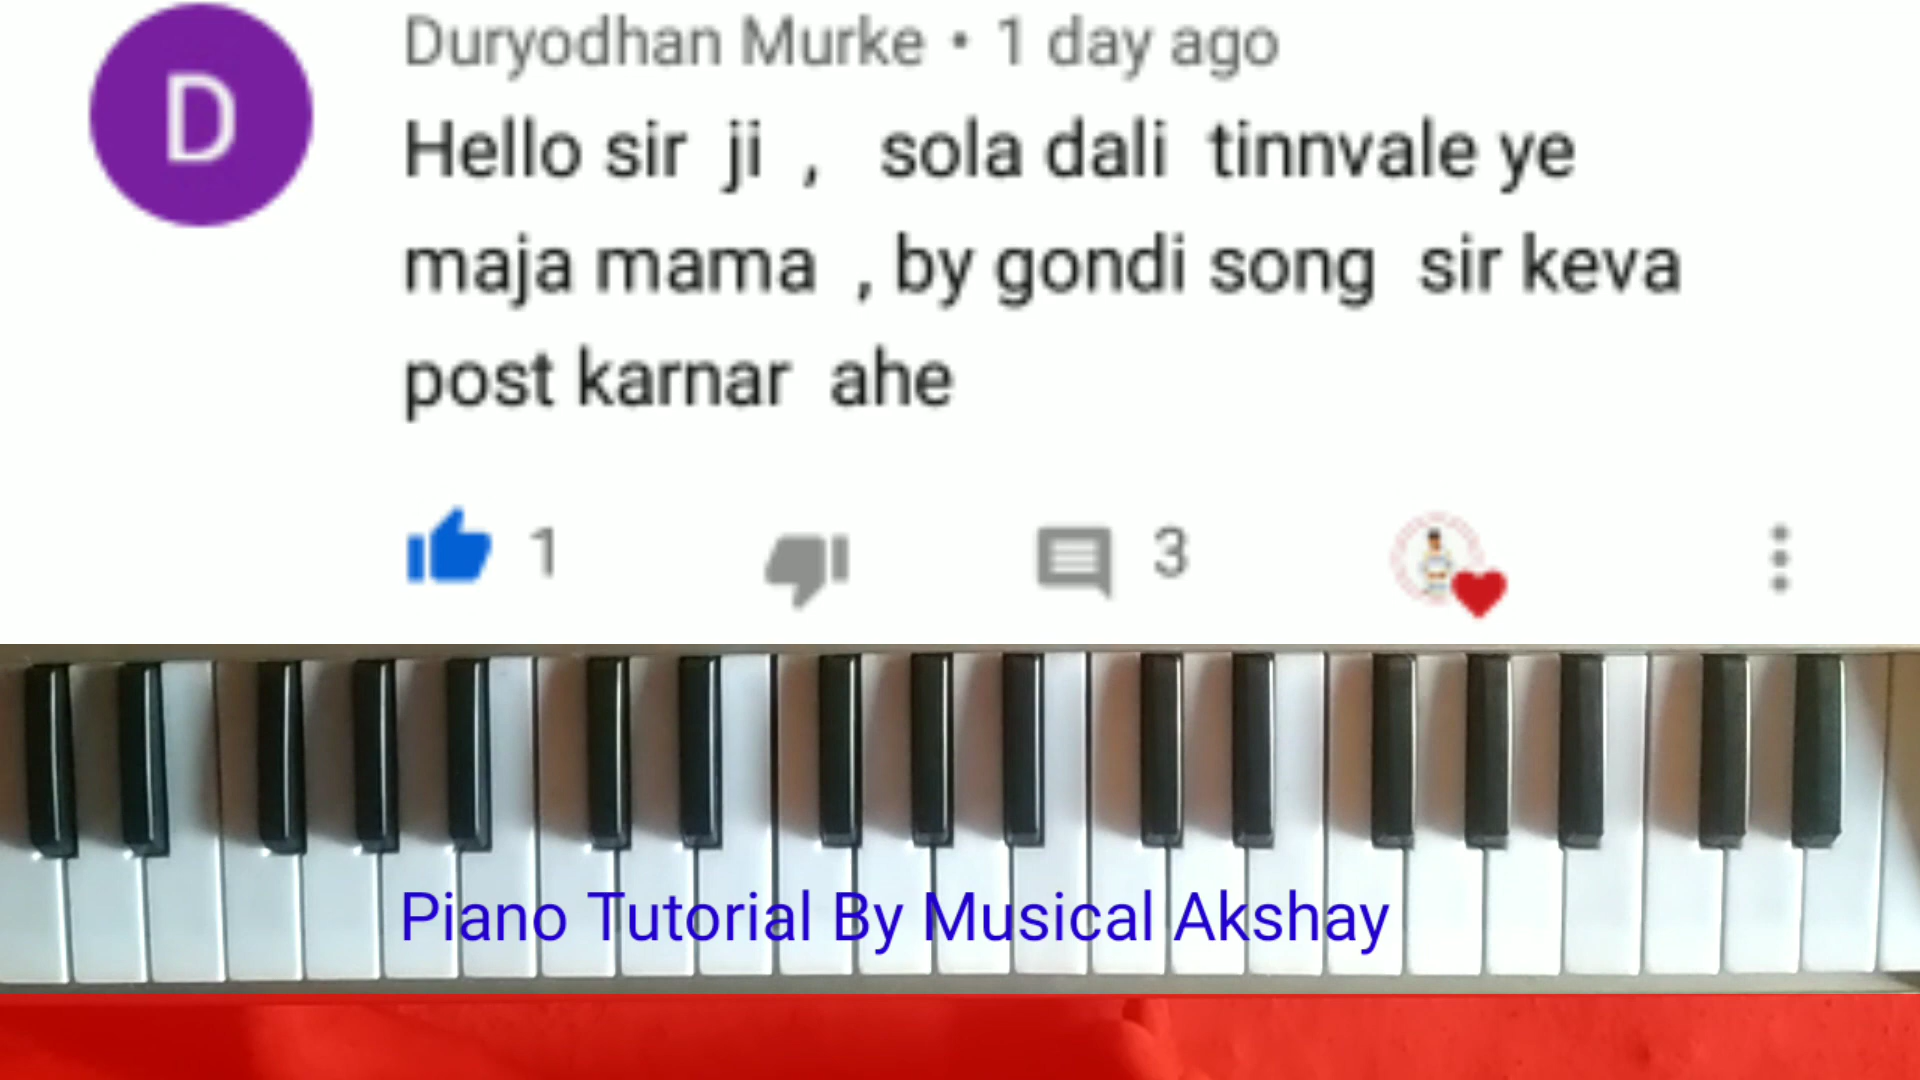 D
Duryodhan Murke • 1 day ago
Hello sir ji , sola dali tinnvale ye
maja mama , by gondi song sir keva
post karnar ahe
1
3
Piano Tutorial By Musical Akshay